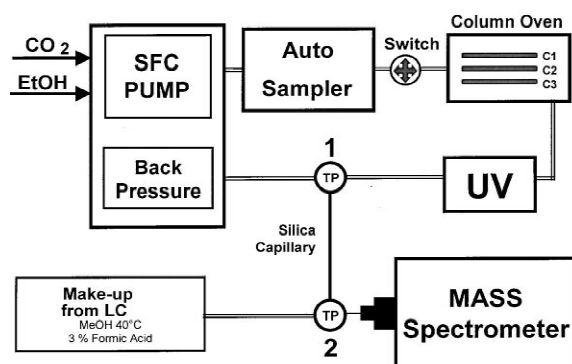 CO 2
EtOH
SFC
PUMP
Back
Pressure
Auto
Sampler
Switch
Column Oven
C1
C2
C3
UV
1
TP
Silica
Capillary
TP
2
Make-up
from LC
MeOH 40°C
3 % Formic Acid
MASS
Spectrometer